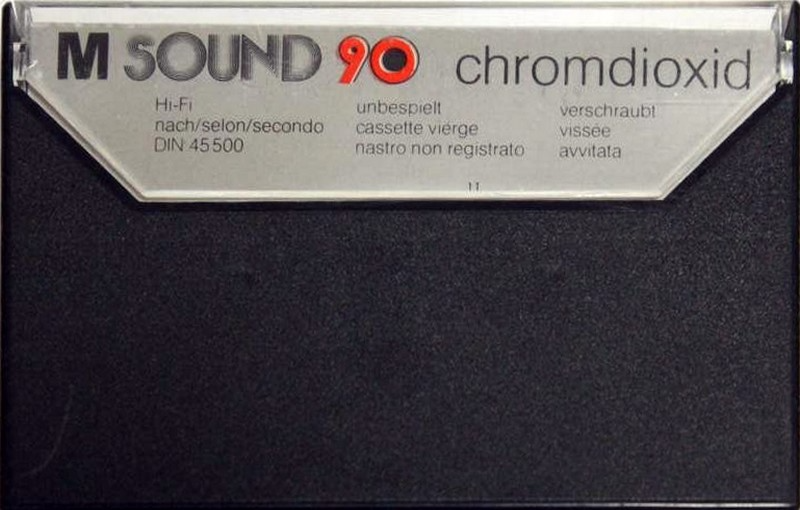 M SOUND 90 chromdioxid
Hi-Fi
nach/selon/secondo
DIN 45500
unbespielt
cassette viérge
nastro non registrato
verschraubt
vissée
avvitata
11